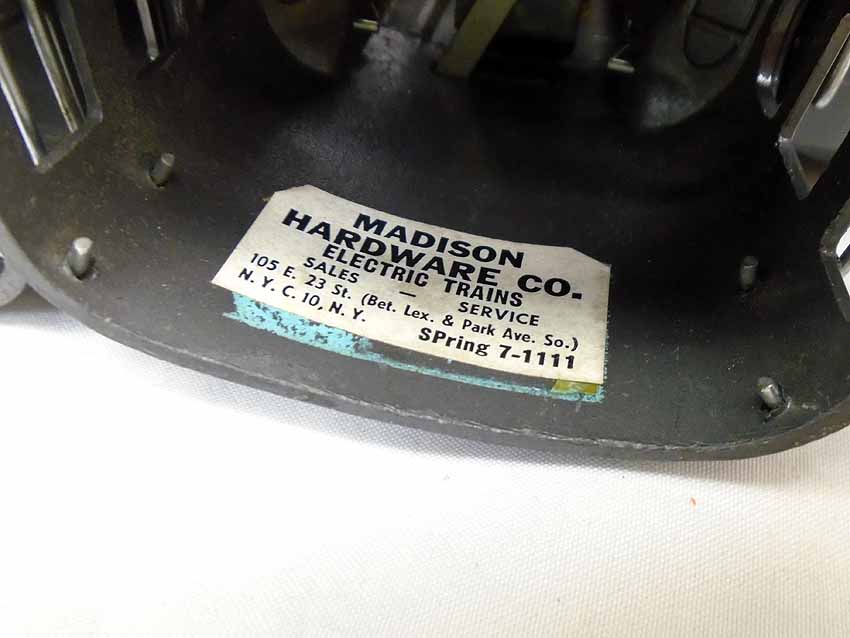 MADISON
HARDWARE CO.
ELECTRIC TRAINS
SALES — SERVICE
105 E. 23 St. (Bet. Lex. & Park Ave. So.)
N. Y. C. 10, N. Y.
SPring 7-1111